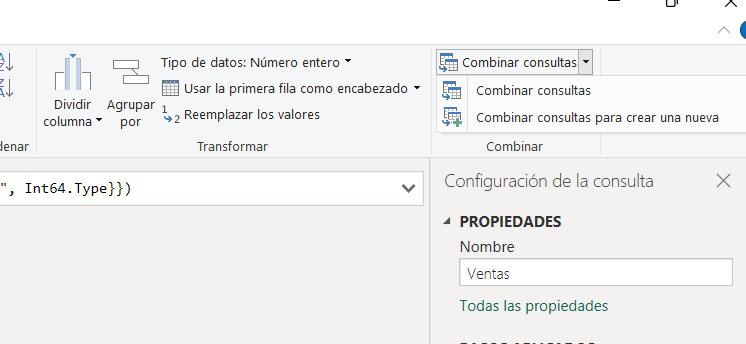 Tipo de datos: Número entero
Combinar consultas
Dividir columna
Agrupar por
Usar la primera fila como encabezado
Combinar consultas
1 2 Reemplazar los valores
Combinar consultas para crear una nueva
Transformar
Combinar
", Int64.Type}})
Configuración de la consulta
PROPIEDADES
Nombre
Ventas
Todas las propiedades